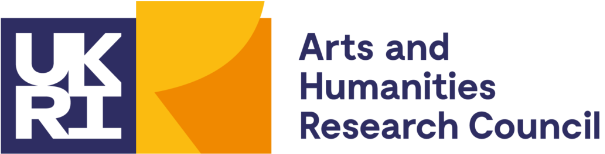 UK
RI
Arts and
Humanities
Research Council